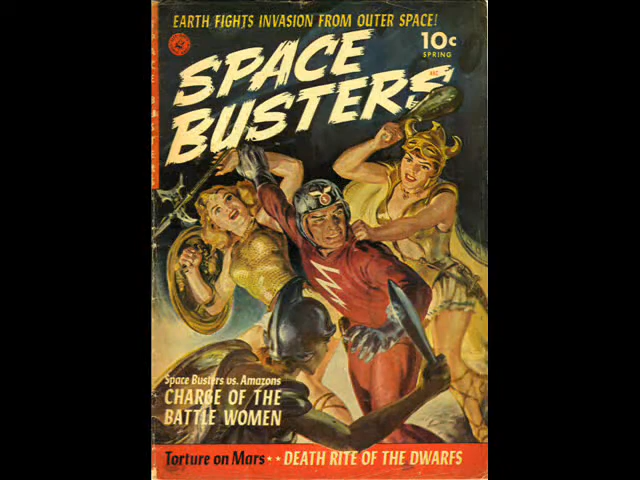 EARTH FIGHTS INVASION FROM OUTER SPACE!
10c
SPRING
SPACE
BUSTERS
Space Busters vs. Amazons
CHARGE OF THE
BATTLE WOMEN
Torture on Mars·· DEATH RITE OF THE DWARFS